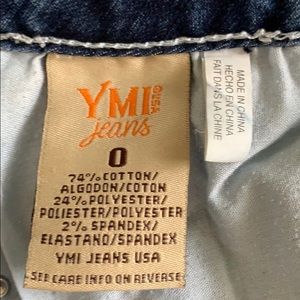 YMI
USA
jeans
0
74% COTTON/
ALGODON/COTON
24% POLYESTER/
POLIESTER/POLYESTER
2% SPANDEX/
ELASTANO/SPANDEX
YMI JEANS USA
SEE CARE INFO ON REVERSE
MADE IN CHINA
HECHO EN CHINA
FAIT DANS LA CHINE